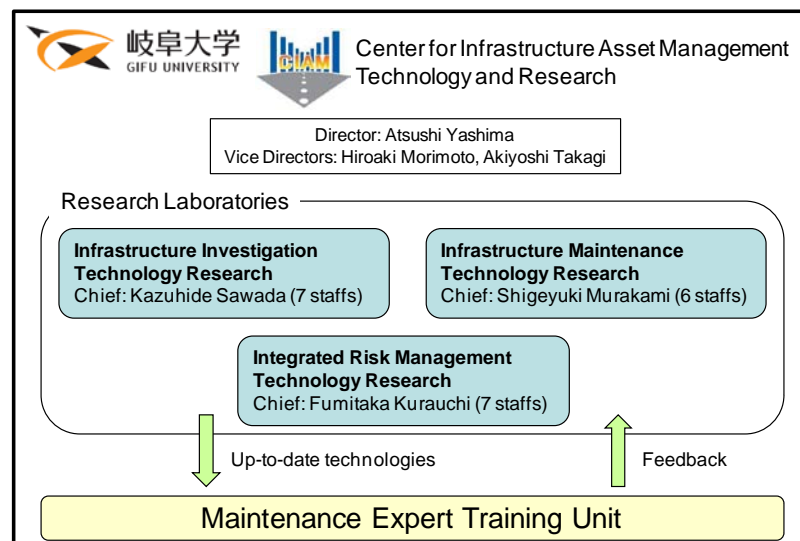 岐阜大学
GIFU UNIVERSITY
CIAM
Center for Infrastructure Asset Management
Technology and Research
Director: Atsushi Yashima
Vice Directors: Hiroaki Morimoto, Akiyoshi Takagi
Research Laboratories
Infrastructure Investigation
Technology Research
Chief: Kazuhide Sawada (7 staffs)
Infrastructure Maintenance
Technology Research
Chief: Shigeyuki Murakami (6 staffs)
Integrated Risk Management
Technology Research
Chief: Fumitaka Kurauchi (7 staffs)
Up-to-date technologies
Feedback
Maintenance Expert Training Unit